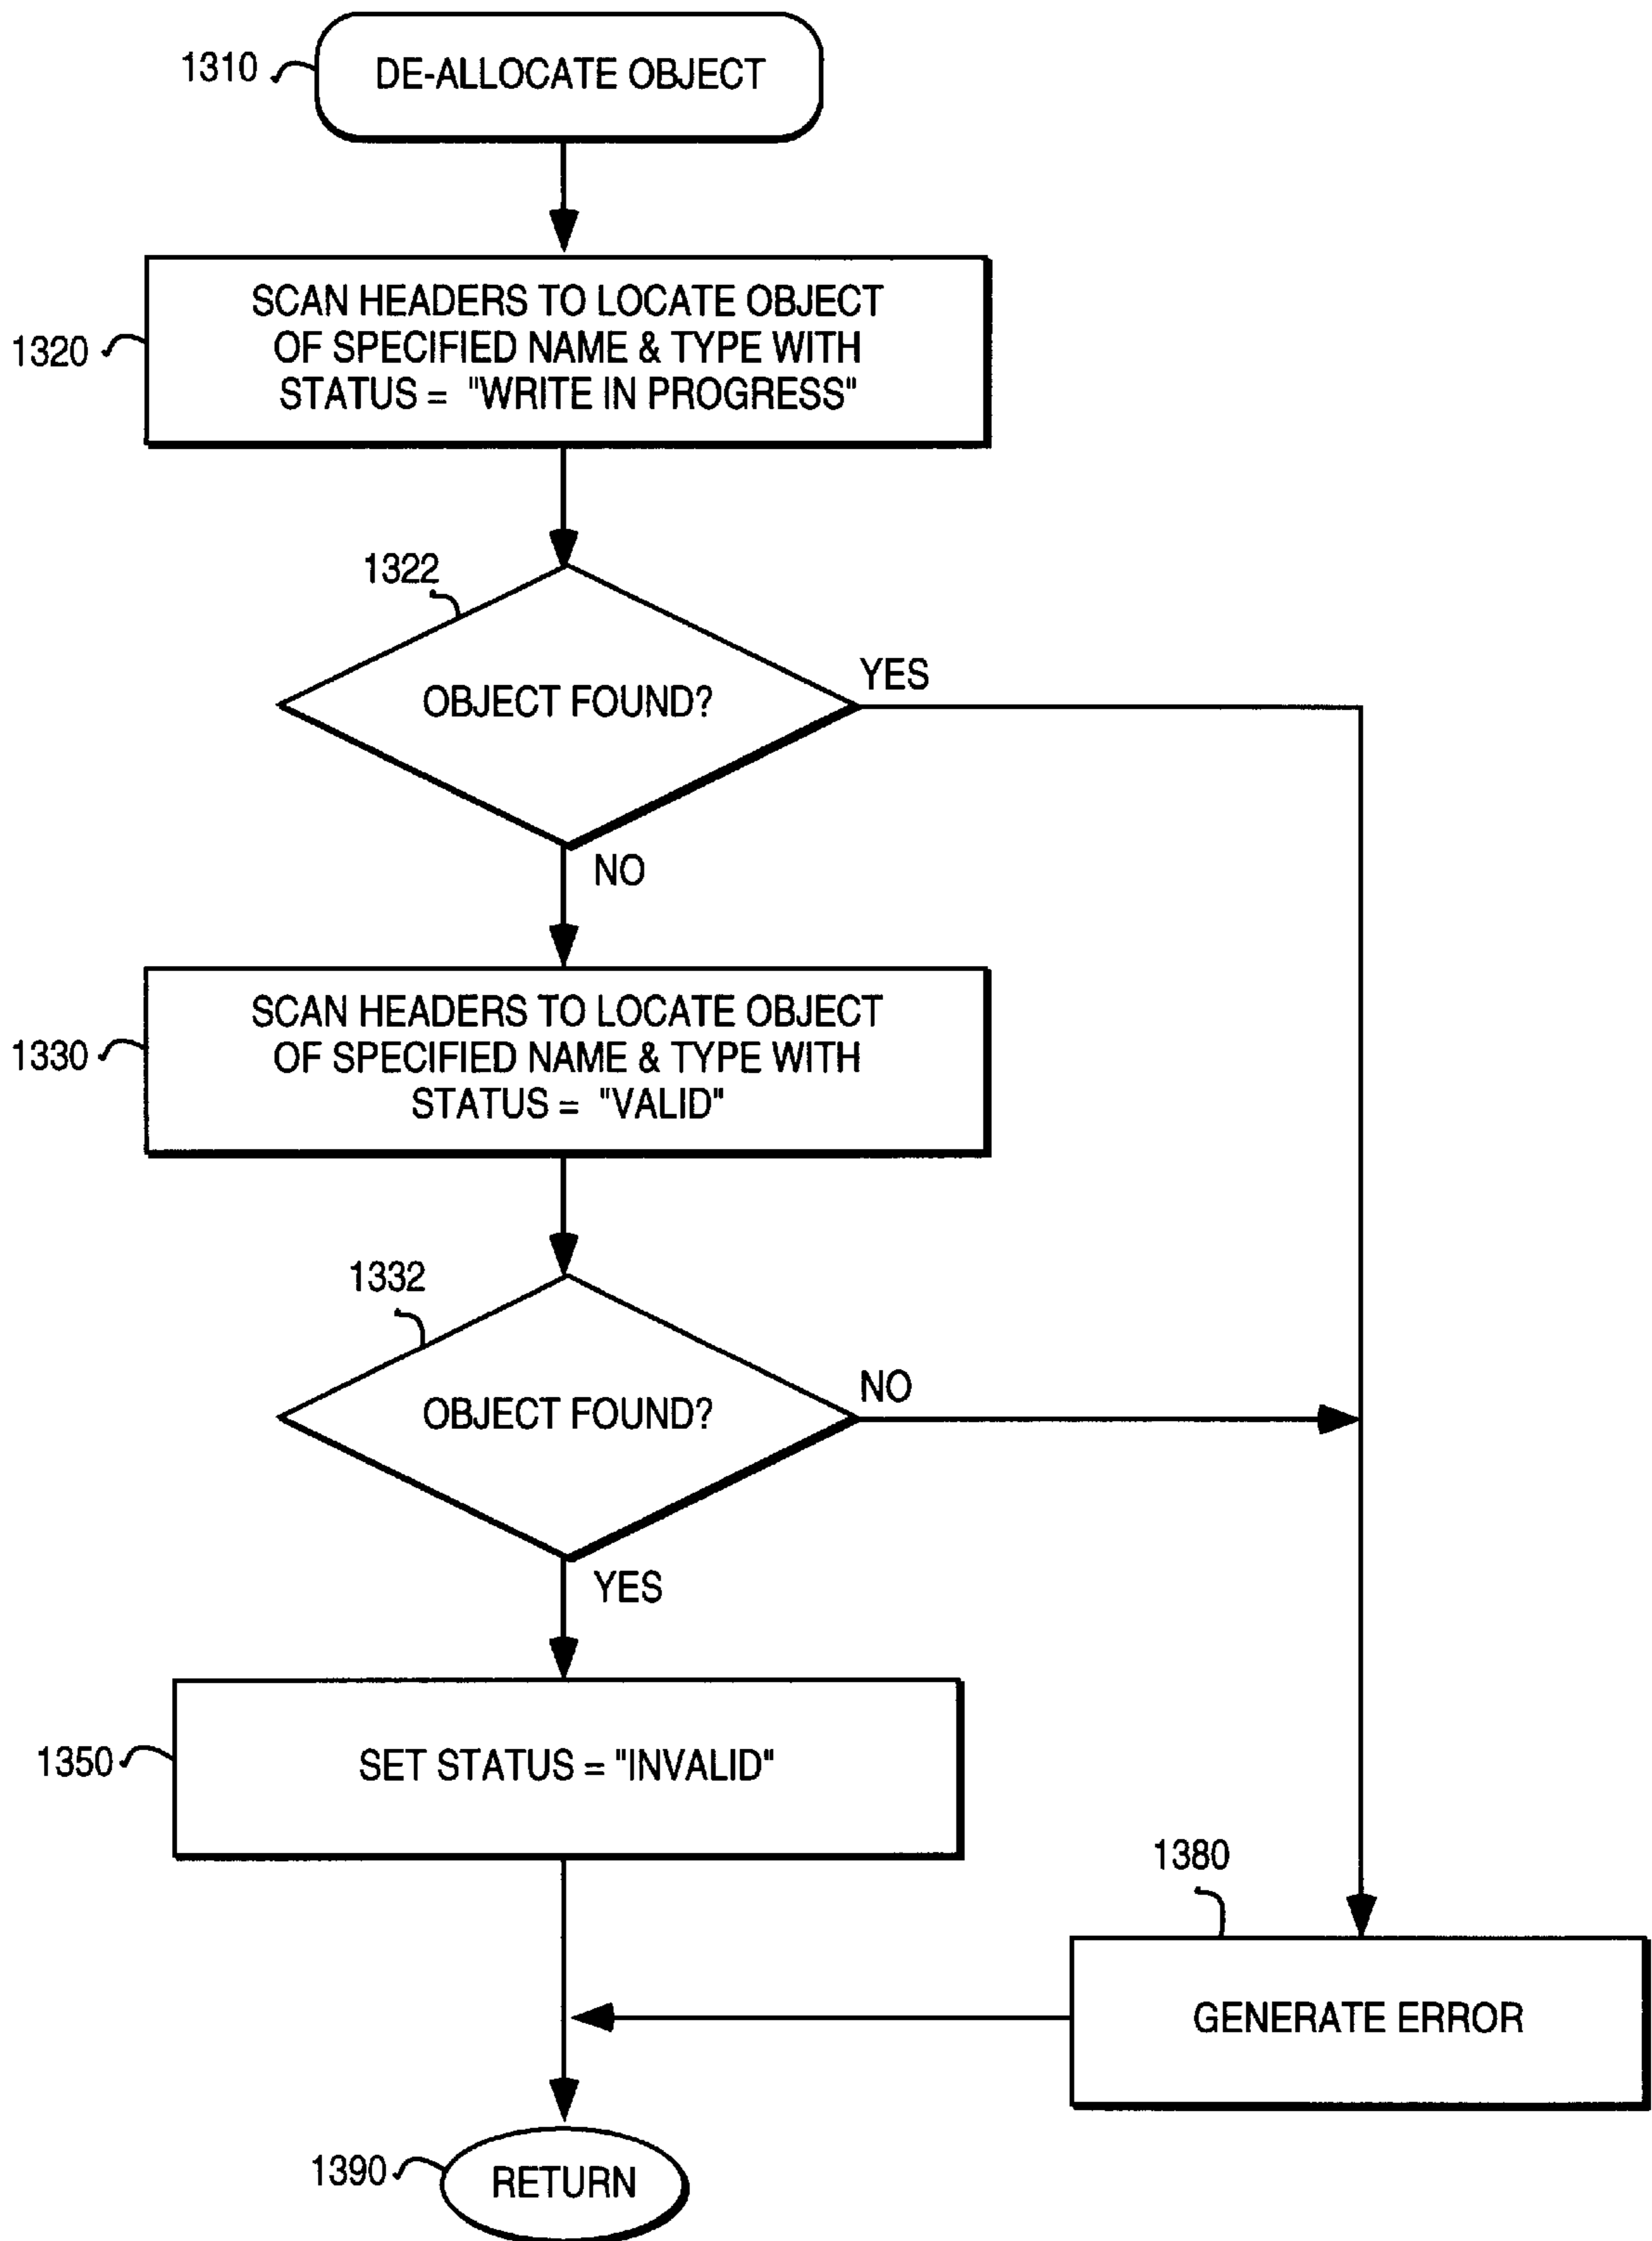 1310
DE-ALLOCATE OBJECT
1320
SCAN HEADERS TO LOCATE OBJECT
OF SPECIFIED NAME & TYPE WITH
STATUS = "WRITE IN PROGRESS"
1322
OBJECT FOUND?
YES
NO
1330
SCAN HEADERS TO LOCATE OBJECT
OF SPECIFIED NAME & TYPE WITH
STATUS = "VALID"
1332
OBJECT FOUND?
NO
YES
1350
SET STATUS = "INVALID"
1380
GENERATE ERROR
1390
RETURN